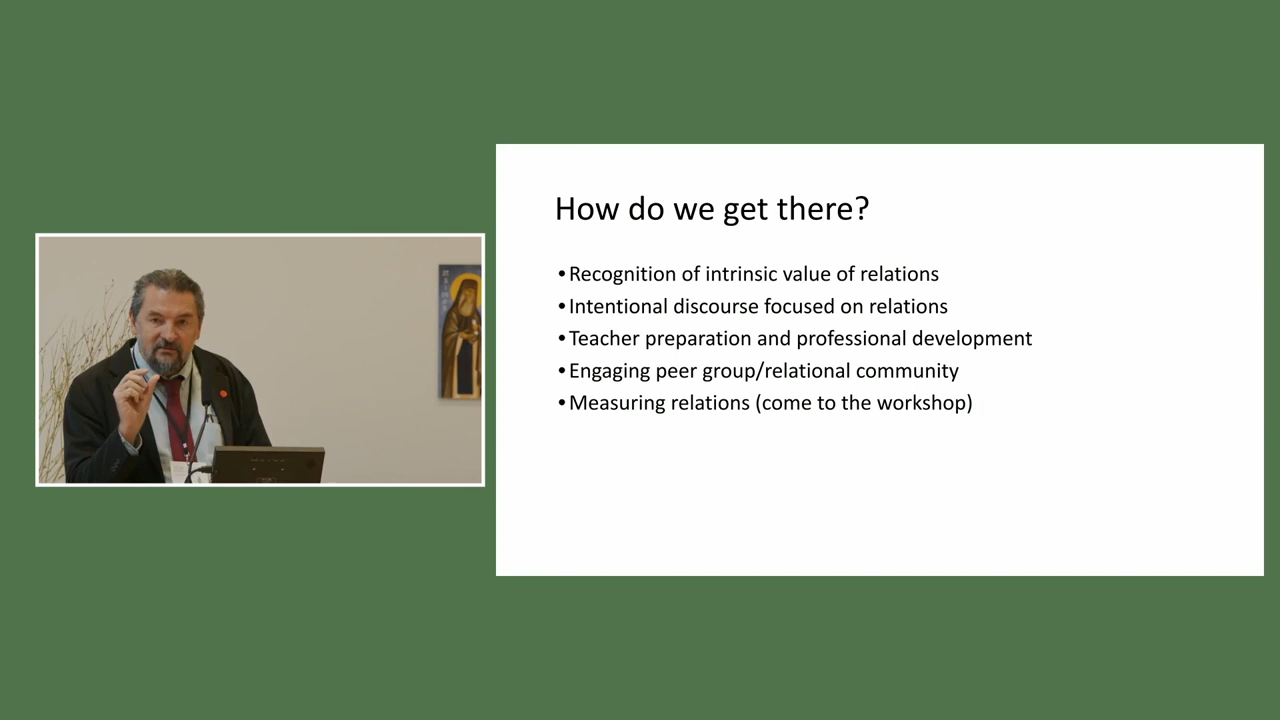 How do we get there?
•Recognition of intrinsic value of relations
•Intentional discourse focused on relations
•Teacher preparation and professional development
•Engaging peer group/relational community
•Measuring relations (come to the workshop)